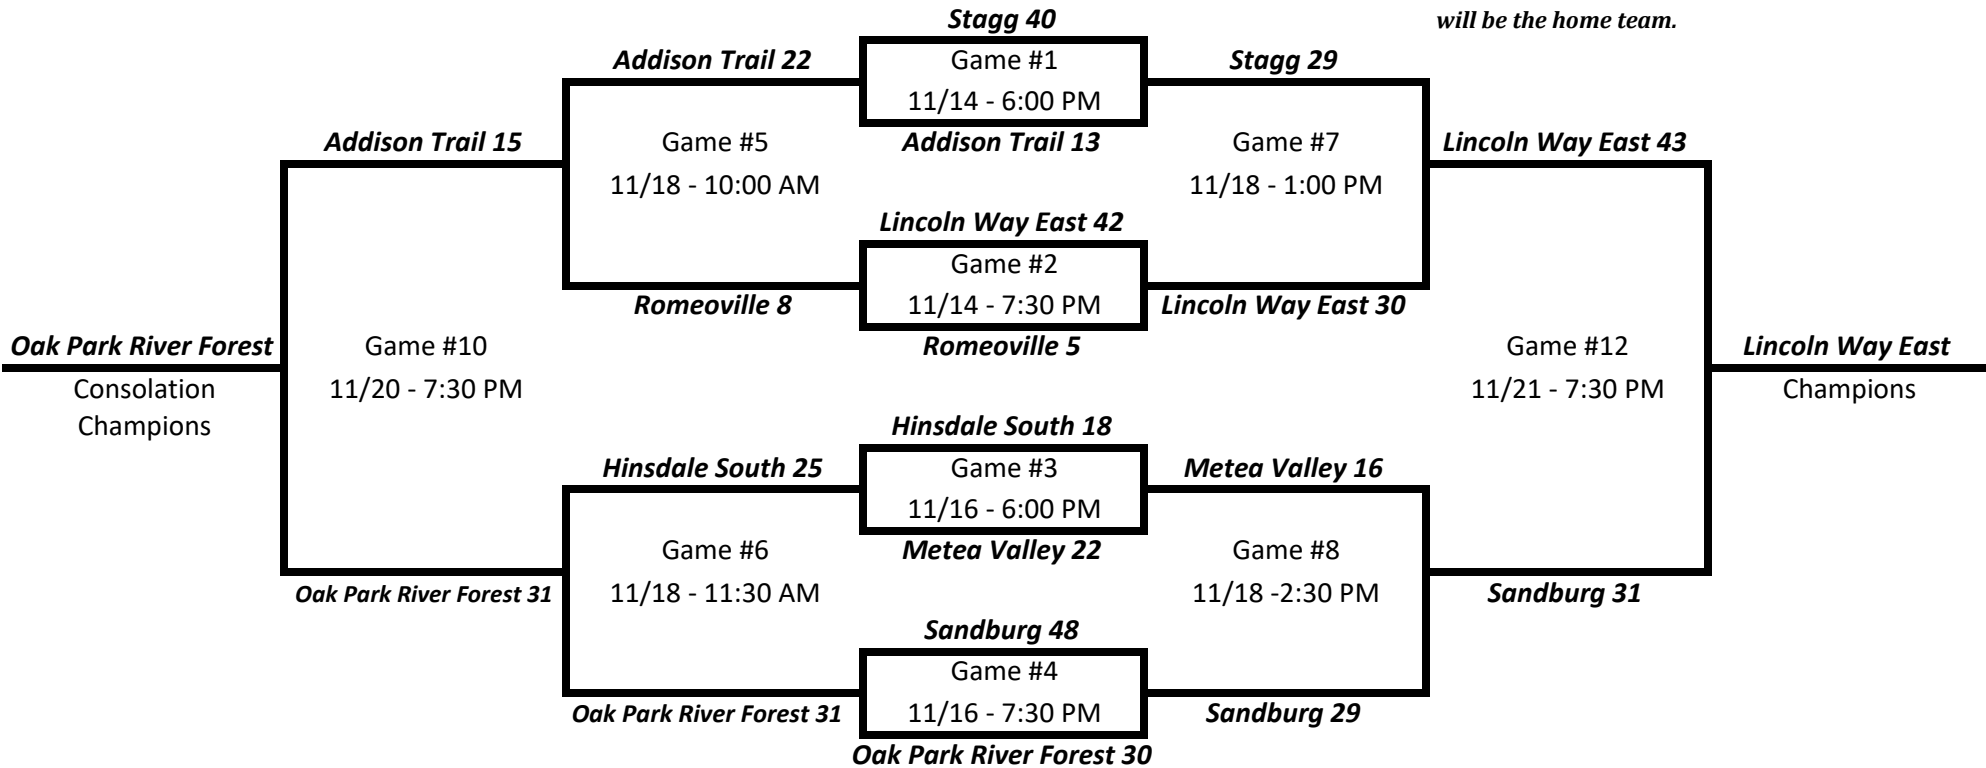 Stagg 40
will be the home team.
Addison Trail 22
Game #1
Stagg 29
11/14 - 6:00 PM
Addison Trail 15
Game #5
Addison Trail 13
Game #7
Lincoln Way East 43
11/18 - 10:00 AM
11/18 - 1:00 PM
Lincoln Way East 42
Game #2
Romeoville 8
11/14 - 7:30 PM
Lincoln Way East 30
Oak Park River Forest
Game #10
Romeoville 5
Game #12
Lincoln Way East
Consolation
Champions
11/20 - 7:30 PM
11/21 - 7:30 PM
Champions
Hinsdale South 18
Hinsdale South 25
Game #3
Metea Valley 16
11/16 - 6:00 PM
Game #6
Metea Valley 22
Game #8
Oak Park River Forest 31
11/18 - 11:30 AM
11/18 -2:30 PM
Sandburg 31
Sandburg 48
Game #4
Oak Park River Forest 31
11/16 - 7:30 PM
Sandburg 29
Oak Park River Forest 30